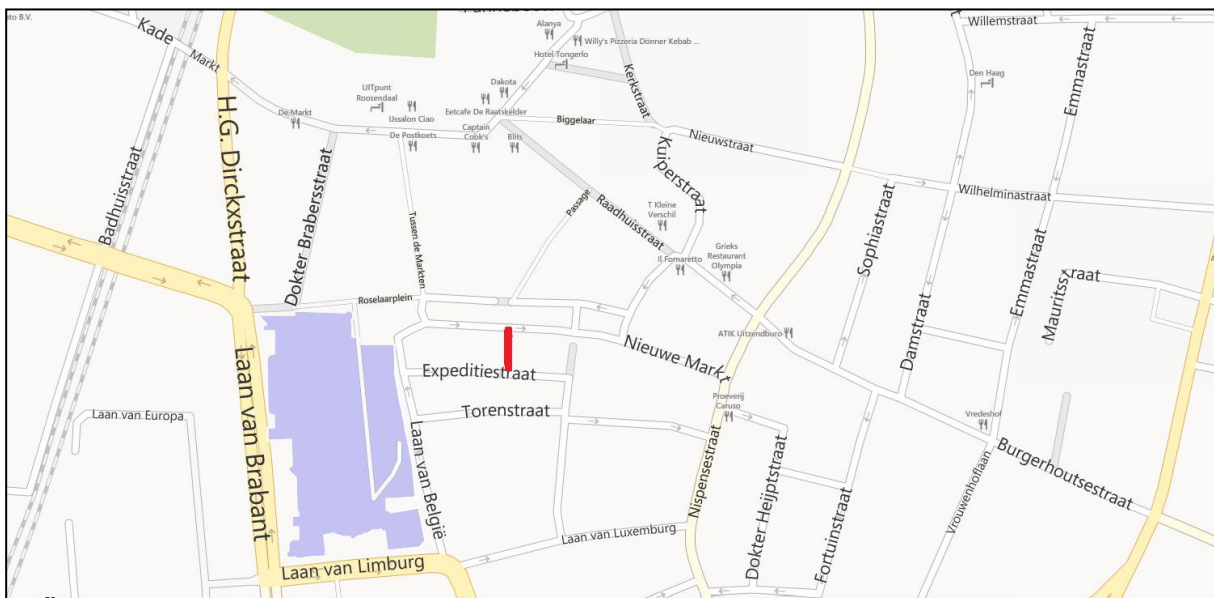 to B.V.
Kade
Markt
Alanya
Willy's Pizzeria Dönner Kebab ...
Hotel Tongerlo
Willemstraat
Den Haag
Emmastraat
UITpunt
Roosendaal
Dakota
Kerkstraat
De Markt
IJssalon Ciao
Eetcafe De Raatskelder
De Postkoets
Captain
Cook's
Blits
Biggelaar
Nieuwstraat
H.G. Dirckxstraat
Badhuisstraat
Dokter Brabersstraat
Tussen de Markten
Passage
Raadhuisstraat
Kuiperstraat
T Kleine
Verschil
Il Fornaretto
Grieks
Restaurant
Olympia
Sophiastraat
Wilhelminastraat
Damstraat
Emmastraat
Mauritsstraat
Roselaarplein
ATIK Uitzendburo
Nieuwe Markt
Expeditiestraat
Torenstraat
Laan van Europa
Laan van Brabant
Laan van België
Laan van Limburg
Laan van Luxemburg
Nispensestraat
Proeverij
Caruso
Dokter Heijptstraat
Fortuinstraat
Vredeshof
Vrouwenhoflaan
Burgerhoutsestraat